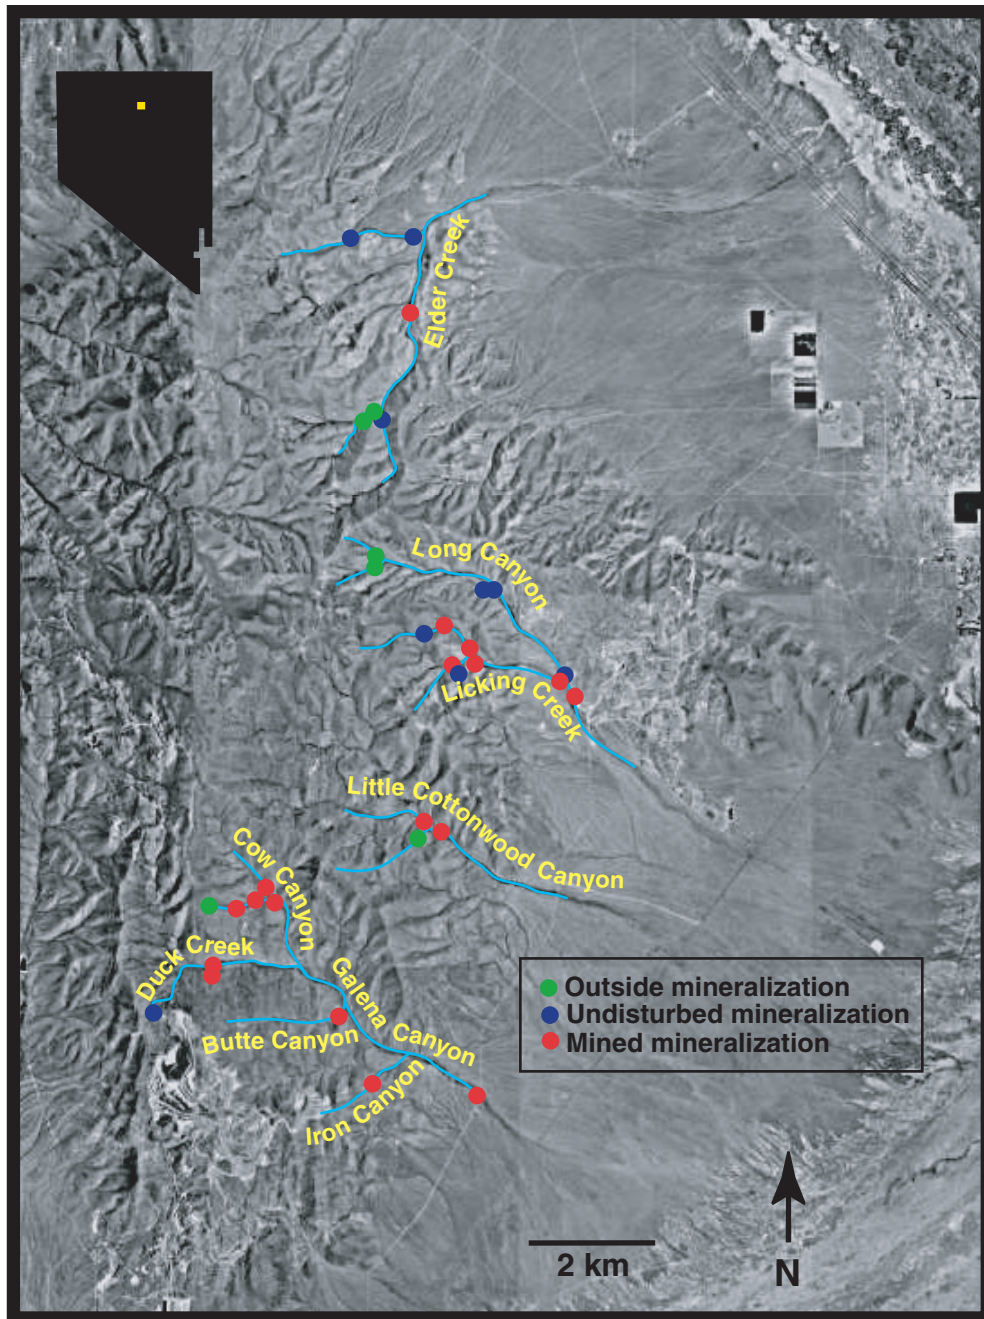 Elder Creek
Long Canyon
Licking Creek
Little Cottonwood Canyon
Cow Canyon
Duck Creek
Galena Canyon
Butte Canyon
Iron Canyon
Outside mineralization
Undisturbed mineralization
Mined mineralization
2 km
N